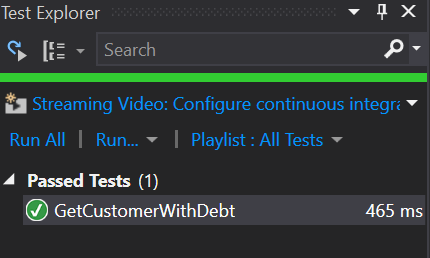 Test Explorer
Search
Streaming Video: Configure continuous integra
Run All | Run... | Playlist : All Tests
Passed Tests (1)
GetCustomerWithDebt 465 ms